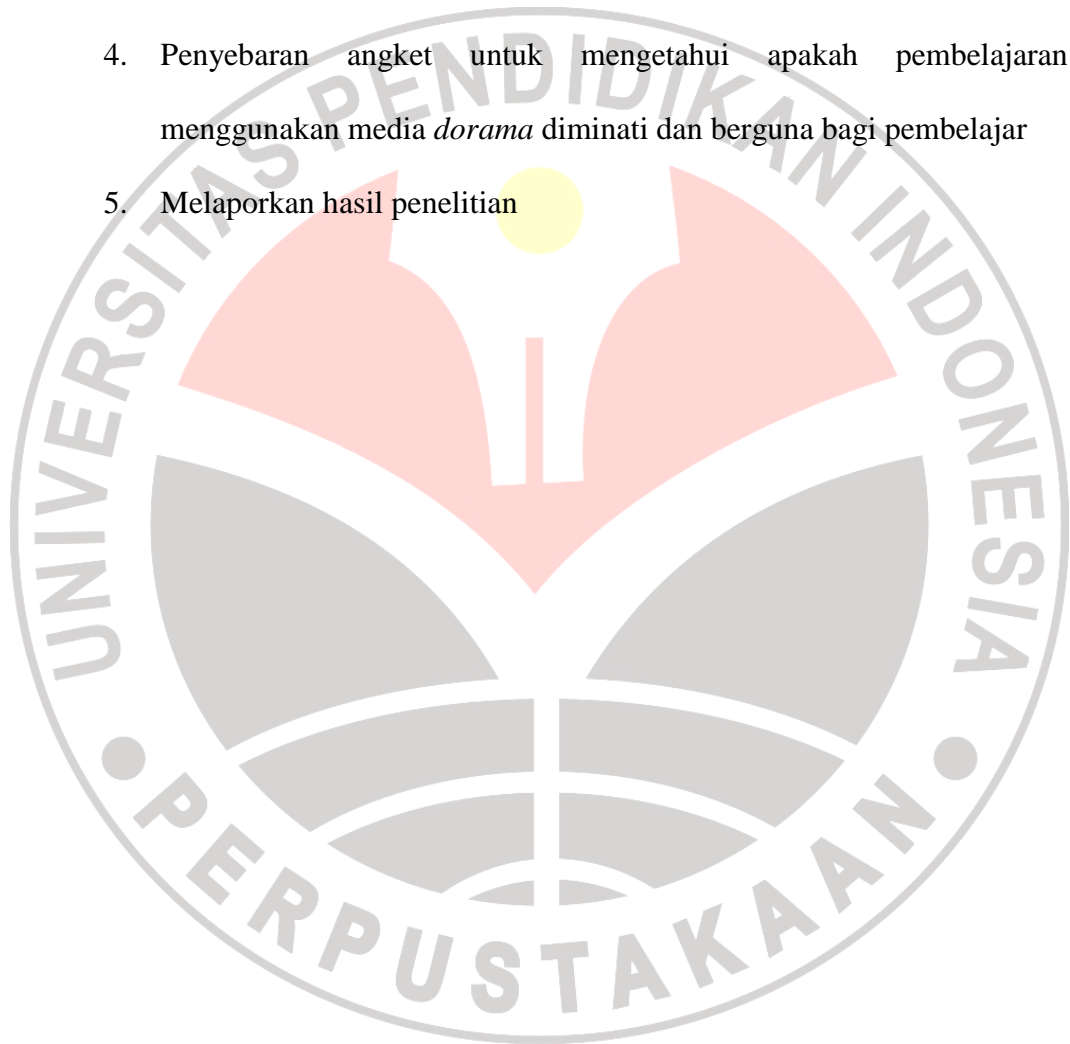 4. Penyebaran angket untuk mengetahui apakah pembelajaran
menggunakan media dorama diminati dan berguna bagi pembelajar
5. Melaporkan hasil penelitian
UNIVERSITAS PENDIDIKAN INDONESIA
PERPUSTAKAAN